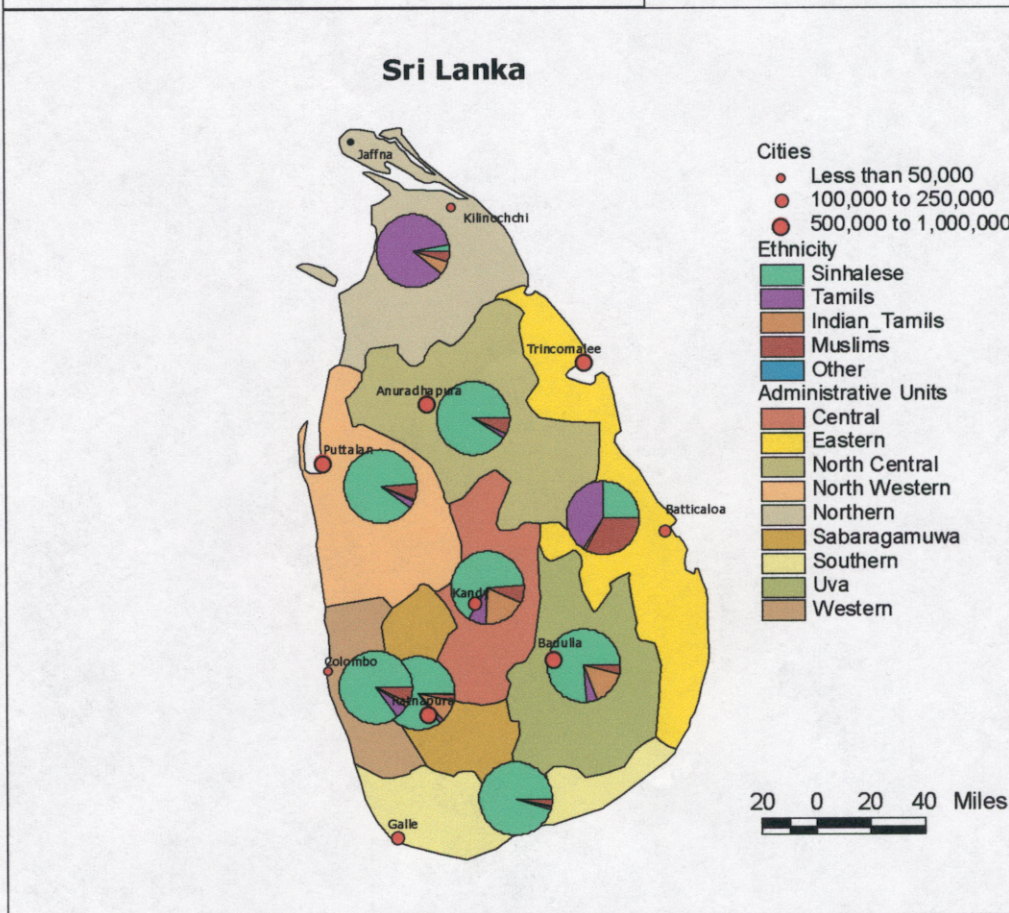 Sri Lanka
Jaffna
Kilinochchi
Trincomalee
Anuradhapura
Puttalan
Batticaloa
Kandy
Badulla
Colombo
Ratnapura
Galle
Cities
Less than 50,000
100,000 to 250,000
500,000 to 1,000,000
Ethnicity
Sinhalese
Tamils
Indian_Tamils
Muslims
Other
Administrative Units
Central
Eastern
North Central
North Western
Northern
Sabaragamuwa
Southern
Uva
Western
20 0 20 40 Miles